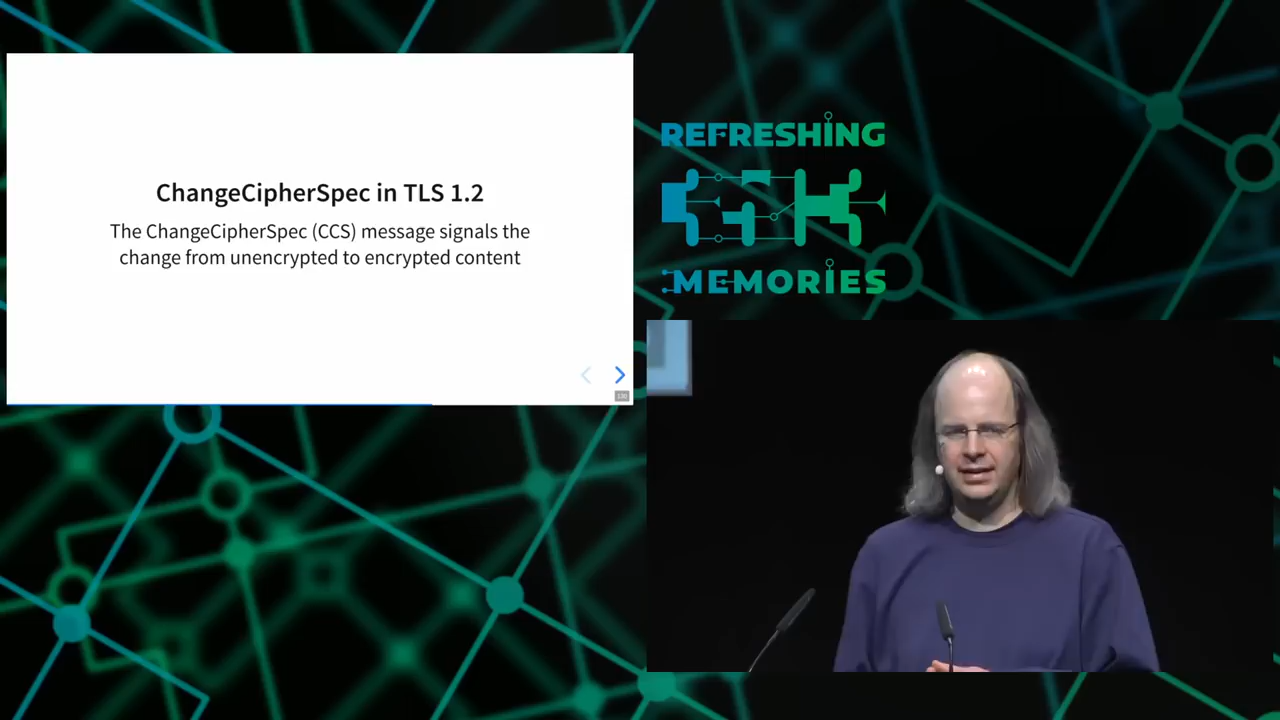 ChangeCipherSpec in TLS 1.2
The ChangeCipherSpec (CCS) message signals the
change from unencrypted to encrypted content
REFRESHING
MEMORIES